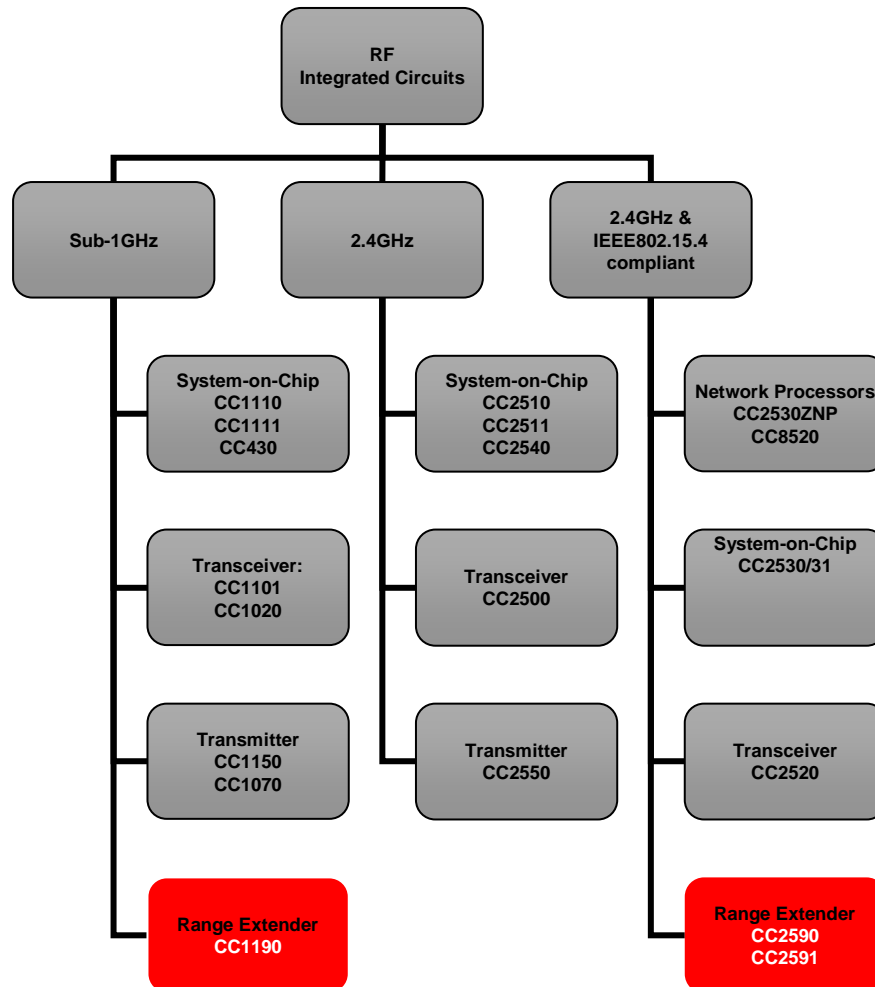 RF
Integrated Circuits
Sub-1GHz
2.4GHz
2.4GHz &
IEEE802.15.4
compliant
System-on-Chip
CC1110
CC1111
CC430
System-on-Chip
CC2510
CC2511
CC2540
Network Processors
CC2530ZNP
CC8520
Transceiver:
CC1101
CC1020
Transceiver
CC2500
System-on-Chip
CC2530/31
Transmitter
CC1150
CC1070
Transmitter
CC2550
Transceiver
CC2520
Range Extender
CC1190
Range Extender
CC2590
CC2591